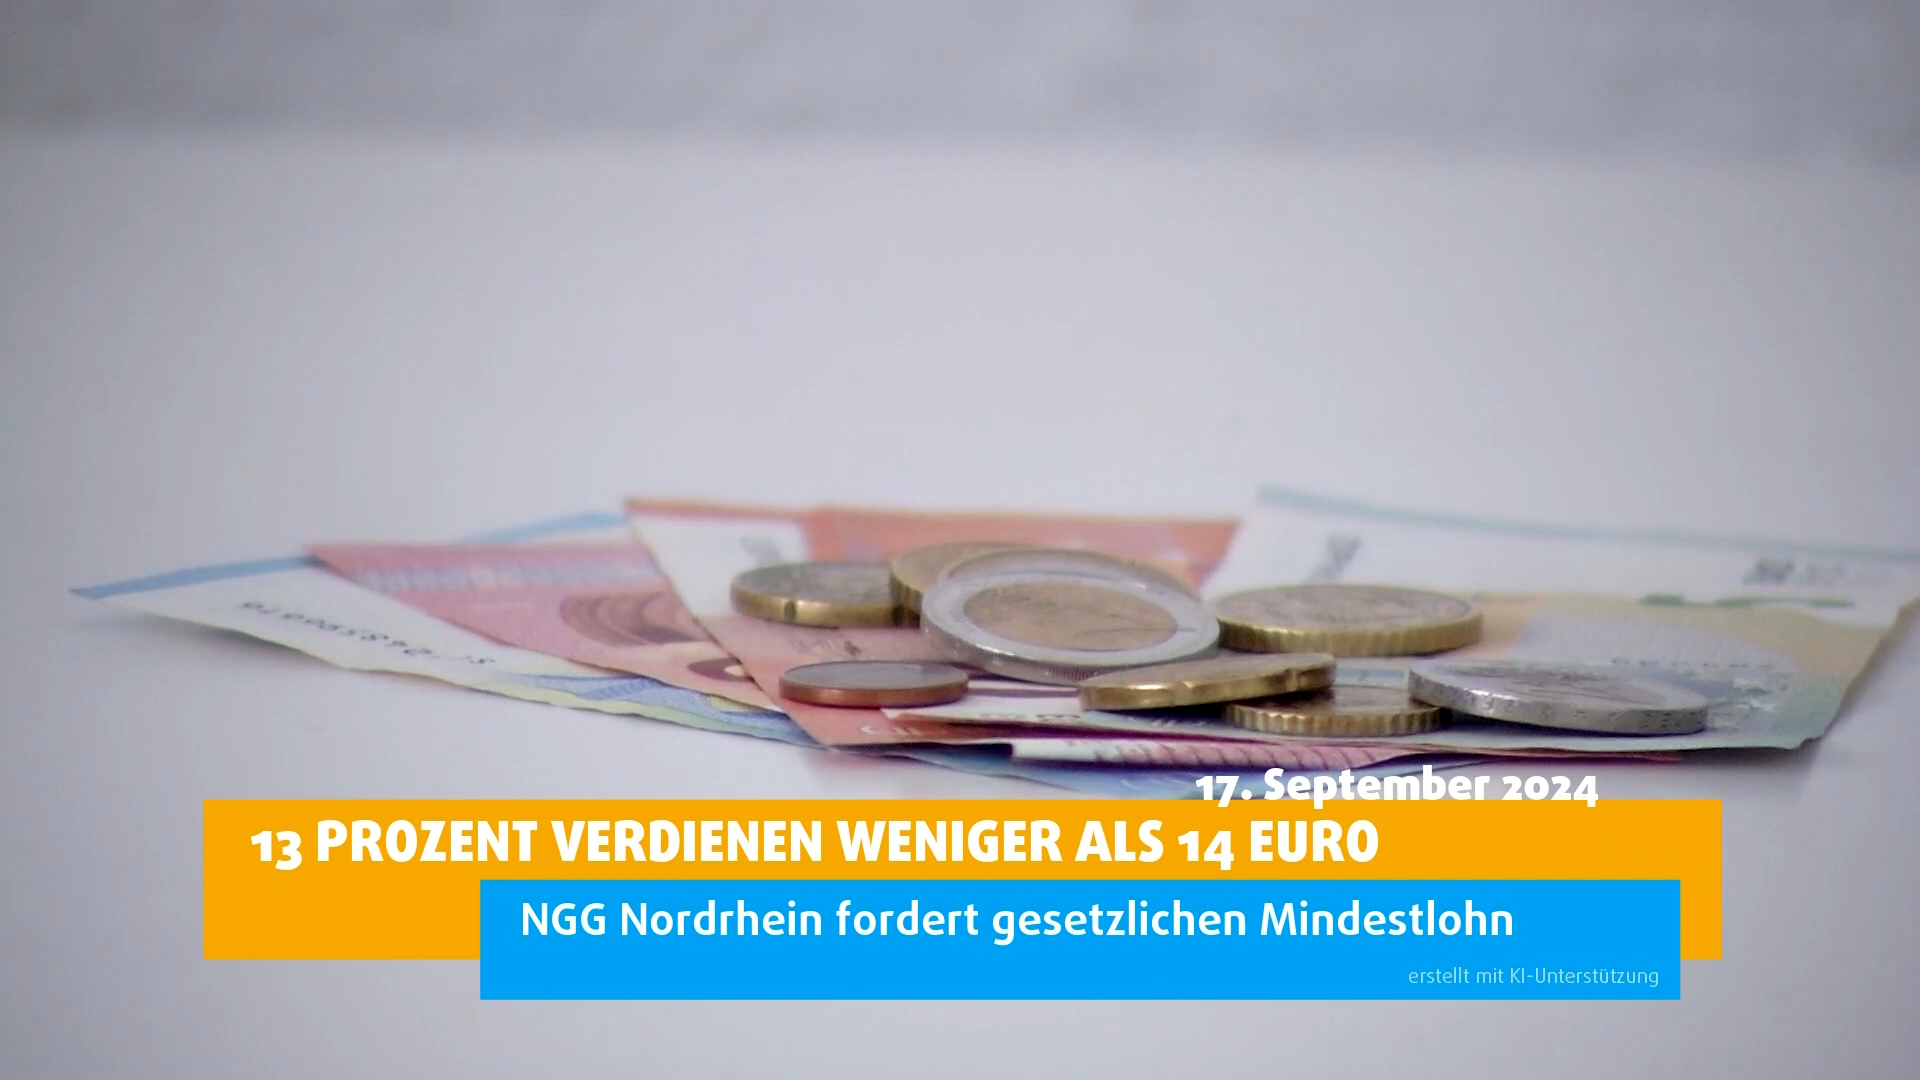 17. September 2024
13 PROZENT VERDIENEN WENIGER ALS 14 EURO
NGG Nordrhein fordert gesetzlichen Mindestlohn
erstellt mit KI-Unterstützung